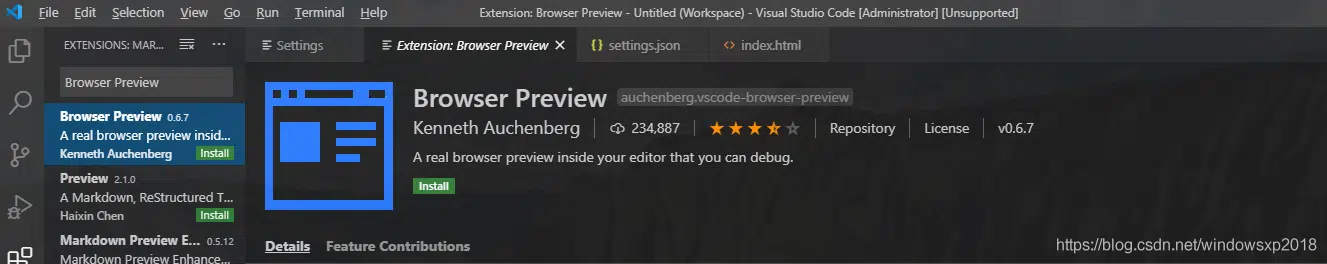 File Edit Selection View Go Run Terminal Help Extension: Browser Preview - Untitled (Workspace) - Visual Studio Code [Administrator] [Unsupported]
EXTENSIONS: MAR... ···
Settings Extension: Browser Preview settings.json index.html
Browser Preview
Browser Preview 0.6.7
A real browser preview insid...
Kenneth Auchenberg Install
Preview 2.1.0
A Markdown, ReStructured T...
Haixin Chen Install
Markdown Preview E... 0.5.12
Markdown Preview Enhance...
Browser Preview auchenberg.vscode-browser-preview
Kenneth Auchenberg 234,887 Repository License v0.6.7
A real browser preview inside your editor that you can debug.
Install
Details Feature Contributions
https://blog.csdn.net/windowsxp2018